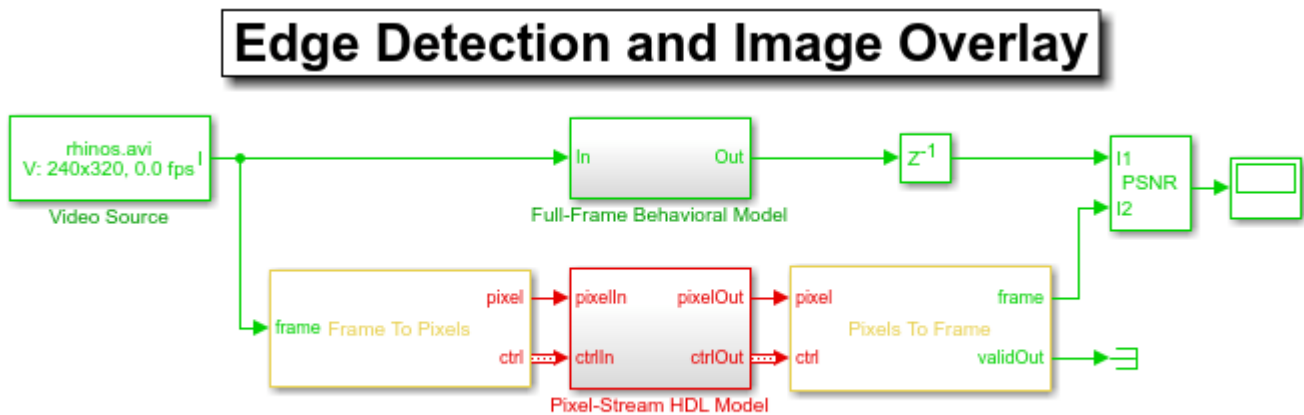 Edge Detection and Image Overlay
rhinos.avi
V: 240x320, 0.0 fps
I
Video Source
In
Out
Full-Frame Behavioral Model
Z-1
I1
PSNR
I2
frame
Frame To Pixels
pixel
ctrl
pixelIn
ctrlIn
pixelOut
ctrlOut
Pixel-Stream HDL Model
pixel
ctrl
Pixels To Frame
frame
validOut